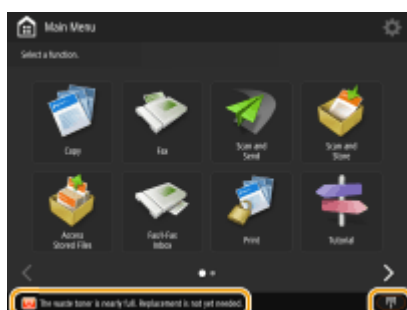 Main Menu
Select a function.
Copy
Fax
Scan and
Send
Scan and
Store
Access
Stored Files
Fax/I-Fax
Inbox
Print
Tutorial
The waste toner is nearly full. Replacement is not yet needed.